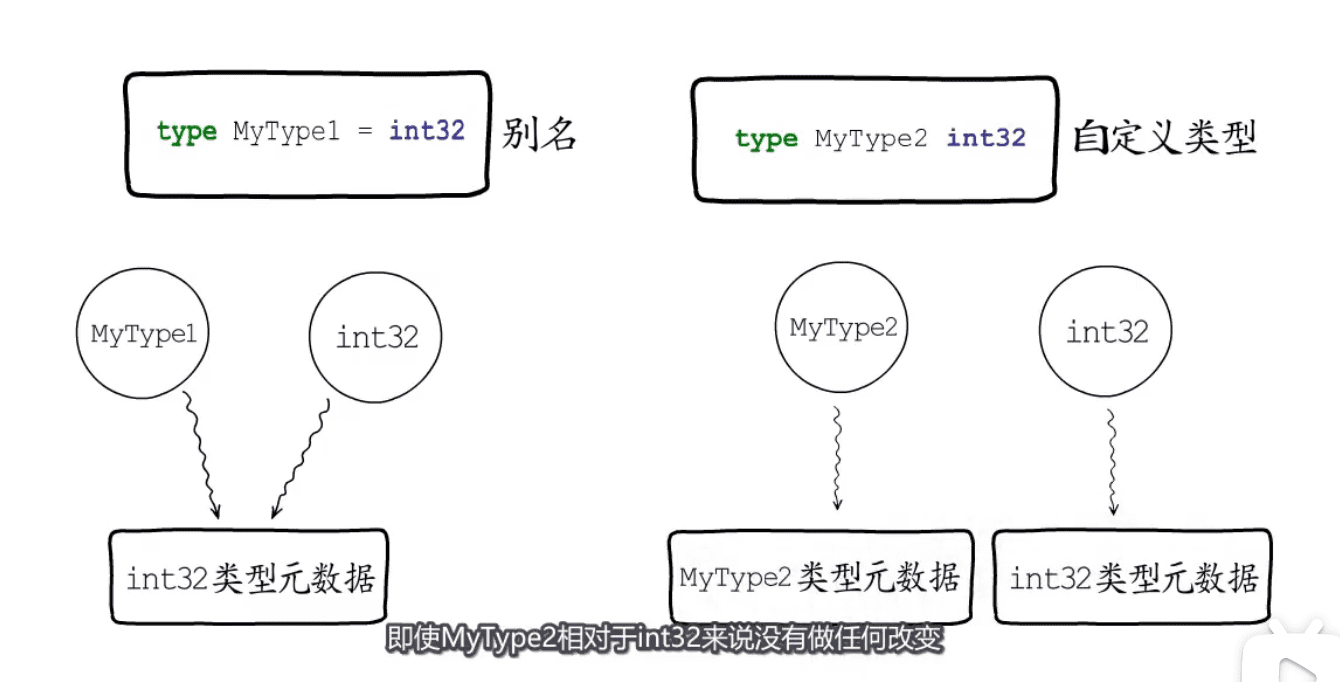 type MyType1 = int32 别名
type MyType2 int32 自定义类型
MyType1
int32
MyType2
int32
int32类型元数据
MyType2类型元数据
int32类型元数据
即使MyType2相对于int32来说没有做任何改变